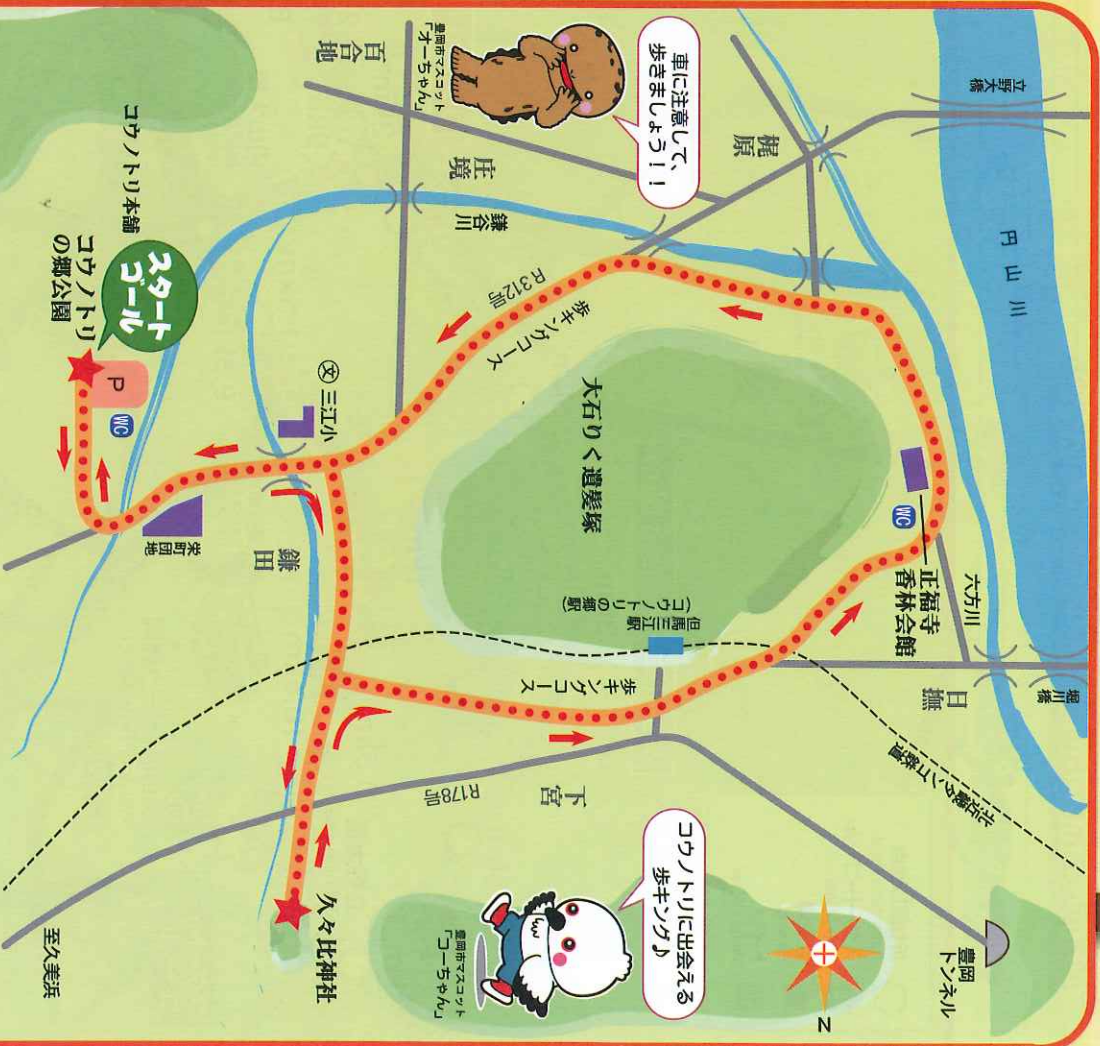 立野大橋
円山川
車に注意して、
歩きましょう！！
豊岡市マスコット
「オーちゃん」
百合地
梶原
庄境
鎌谷川
コウノトリ本舗
スタート
ゴール
コウノトリ
の郷公園
P
WC
R312号
歩キングコース
文
三江小
栄町団地
鎌田
大石りく遺髪塚
WC
正福寺
香林会館
六方川
堀川橋
日撫
但馬三江駅
（コウノトリの郷駅）
歩キングコース
北近畿タンゴ鉄道
下宮
R178号
コウノトリに出会える
歩キング♪
豊岡市マスコット
「コーちゃん」
久々比神社
至久美浜
豊岡
トンネル
N